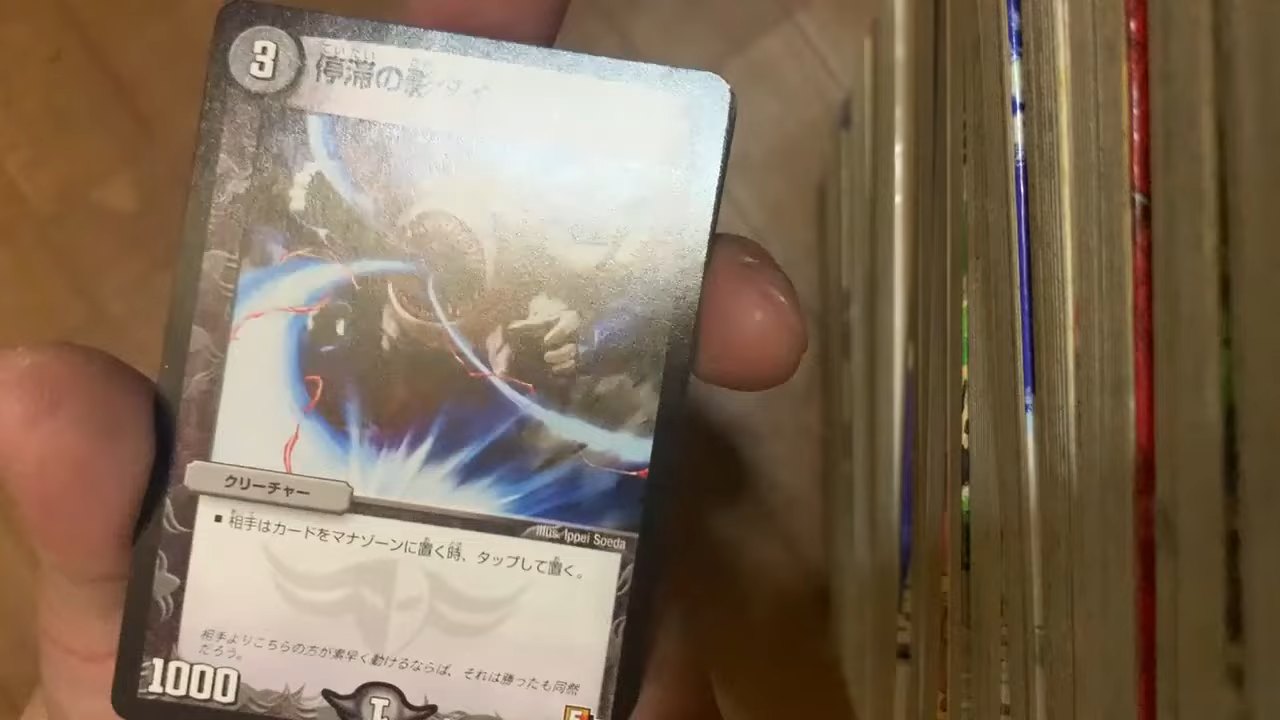 3
停滞の影
クリーチャー
illus. Ippei Soeda
■ 相手はカードをマナゾーンに置く時、タップして置く。
相手よりこちらの方が素早く動けるならば、それは勝ったも同然
だろう。
1000